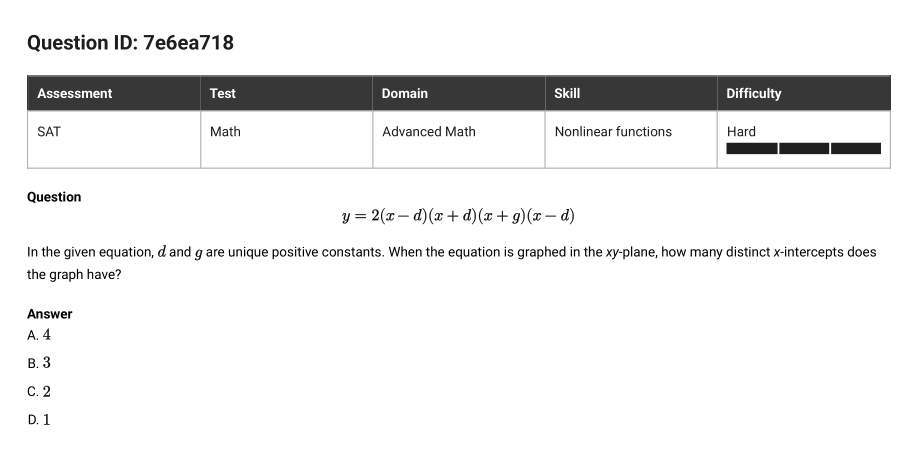 Question ID: 7e6ea718
Assessment Test Domain Skill Difficulty
SAT Math Advanced Math Nonlinear functions Hard
Question
y = 2(x − d)(x + d)(x + g)(x − d)
In the given equation, d and g are unique positive constants. When the equation is graphed in the xy-plane, how many distinct x-intercepts does
the graph have?
Answer
A. 4
B. 3
C. 2
D. 1